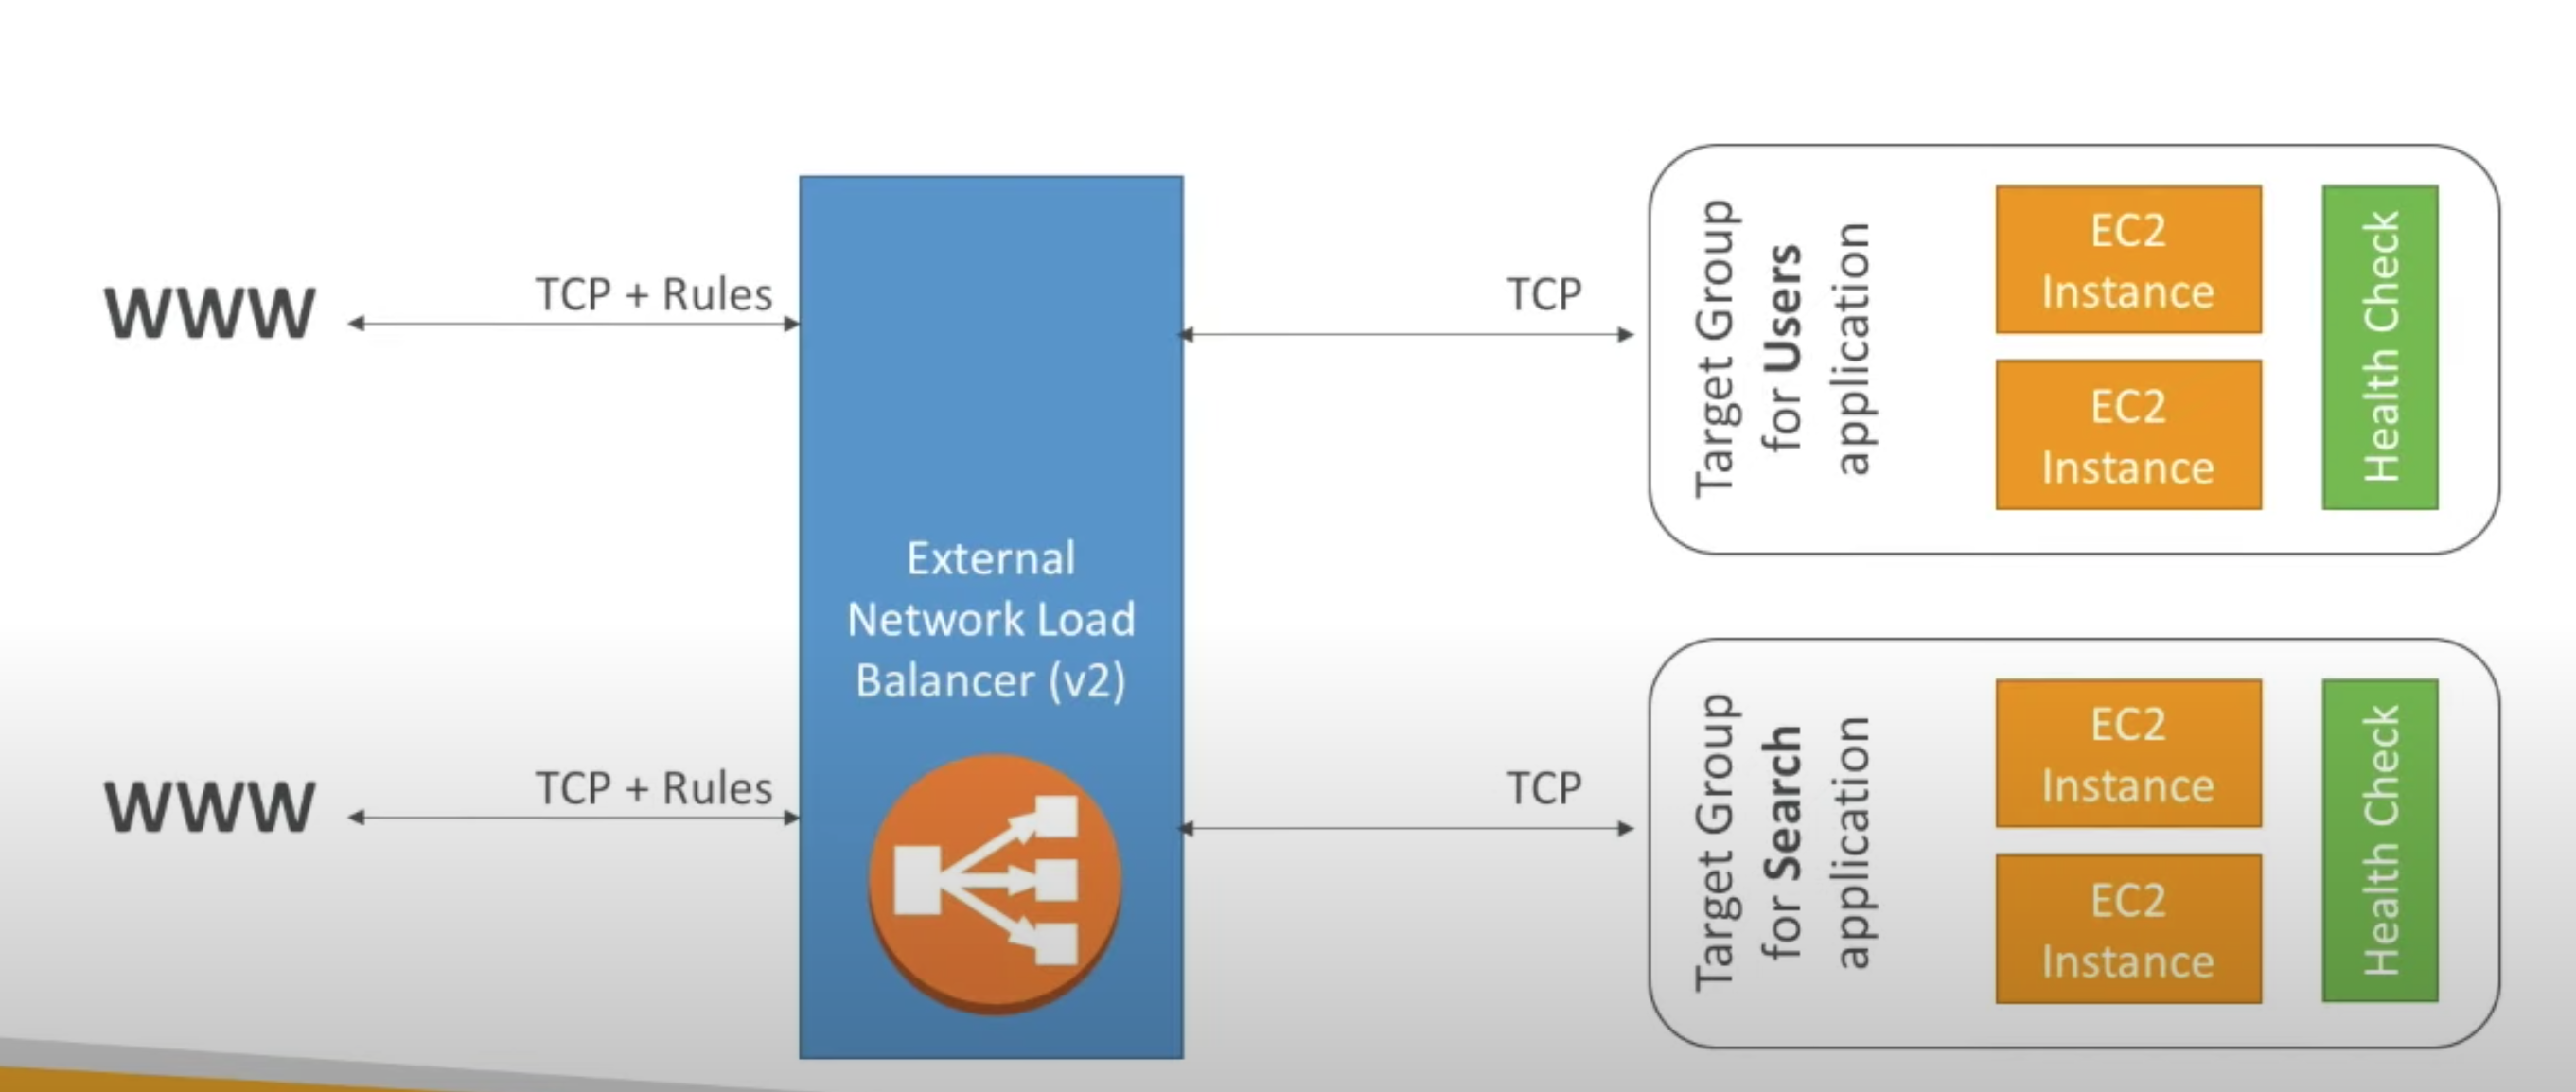 WWW
TCP + Rules
TCP
Target Group
for Users
application
EC2
Instance
EC2
Instance
Health Check
External
Network Load
Balancer (v2)
WWW
TCP + Rules
TCP
Target Group
for Search
application
EC2
Instance
EC2
Instance
Health Check